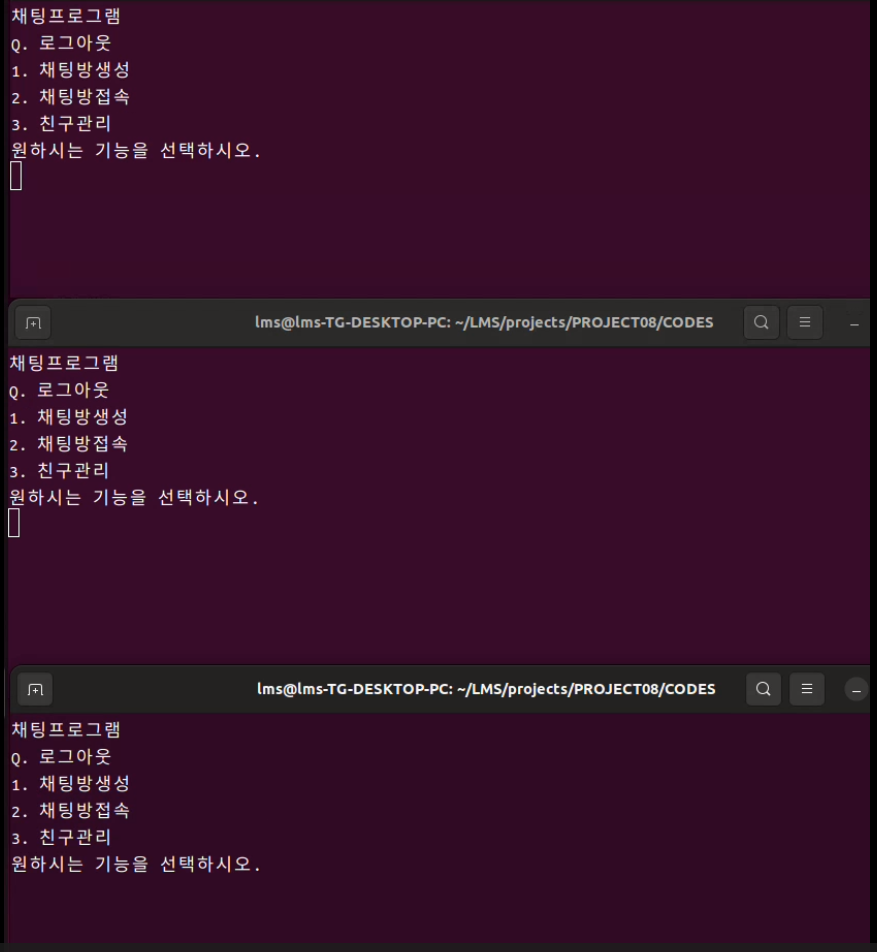 채팅프로그램
Q. 로그아웃
1. 채팅방생성
2. 채팅방접속
3. 친구관리
원하시는 기능을 선택하시오.
lms@lms-TG-DESKTOP-PC: ~/LMS/projects/PROJECT08/CODES
채팅프로그램
Q. 로그아웃
1. 채팅방생성
2. 채팅방접속
3. 친구관리
원하시는 기능을 선택하시오.
lms@lms-TG-DESKTOP-PC: ~/LMS/projects/PROJECT08/CODES
채팅프로그램
Q. 로그아웃
1. 채팅방생성
2. 채팅방접속
3. 친구관리
원하시는 기능을 선택하시오.